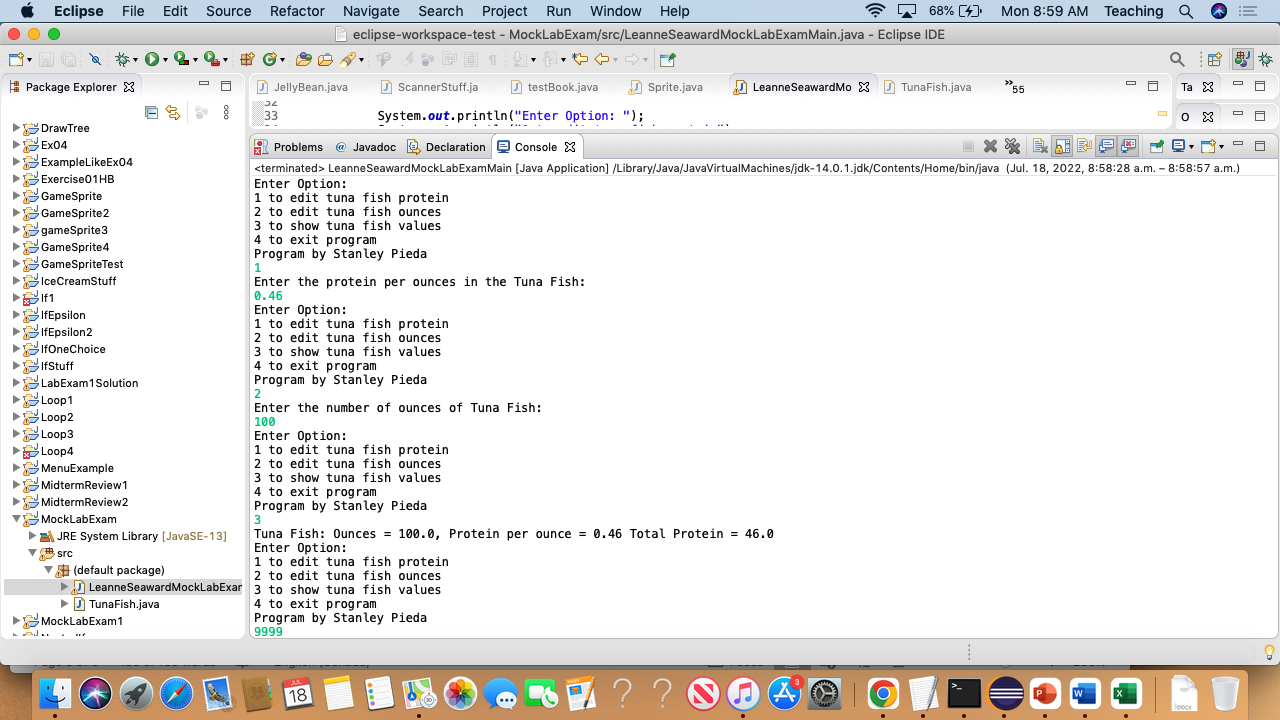 Eclipse File Edit Source Refactor Navigate Search Project Run Window Help 68% Mon 8:59 AM Teaching
eclipse-workspace-test - MockLabExam/src/LeanneSeawardMockLabExamMain.java - Eclipse IDE
Package Explorer
DrawTree
Ex04
ExampleLikeEx04
Exercise01HB
GameSprite
GameSprite2
gameSprite3
GameSprite4
GameSpriteTest
IceCreamStuff
If1
IfEpsilon
IfEpsilon2
IfOneChoice
IfStuff
LabExam1Solution
Loop1
Loop2
Loop3
Loop4
MenuExample
MidtermReview1
MidtermReview2
MockLabExam
JRE System Library [JavaSE-13]
src
(default package)
LeanneSeawardMockLabExar
TunaFish.java
MockLabExam1
JellyBean.java ScannerStuff.ja testBook.java Sprite.java LeanneSeawardMo TunaFish.java »55
32
33 System.out.println("Enter Option: ");
Ta
O
Problems @ Javadoc Declaration Console
<terminated> LeanneSeawardMockLabExamMain [Java Application] /Library/Java/JavaVirtualMachines/jdk-14.0.1.jdk/Contents/Home/bin/java (Jul. 18, 2022, 8:58:28 a.m. – 8:58:57 a.m.)
Enter Option:
1 to edit tuna fish protein
2 to edit tuna fish ounces
3 to show tuna fish values
4 to exit program
Program by Stanley Pieda
1
Enter the protein per ounces in the Tuna Fish:
0.46
Enter Option:
1 to edit tuna fish protein
2 to edit tuna fish ounces
3 to show tuna fish values
4 to exit program
Program by Stanley Pieda
2
Enter the number of ounces of Tuna Fish:
100
Enter Option:
1 to edit tuna fish protein
2 to edit tuna fish ounces
3 to show tuna fish values
4 to exit program
Program by Stanley Pieda
3
Tuna Fish: Ounces = 100.0, Protein per ounce = 0.46 Total Protein = 46.0
Enter Option:
1 to edit tuna fish protein
2 to edit tuna fish ounces
3 to show tuna fish values
4 to exit program
Program by Stanley Pieda
9999
JUL
18
3